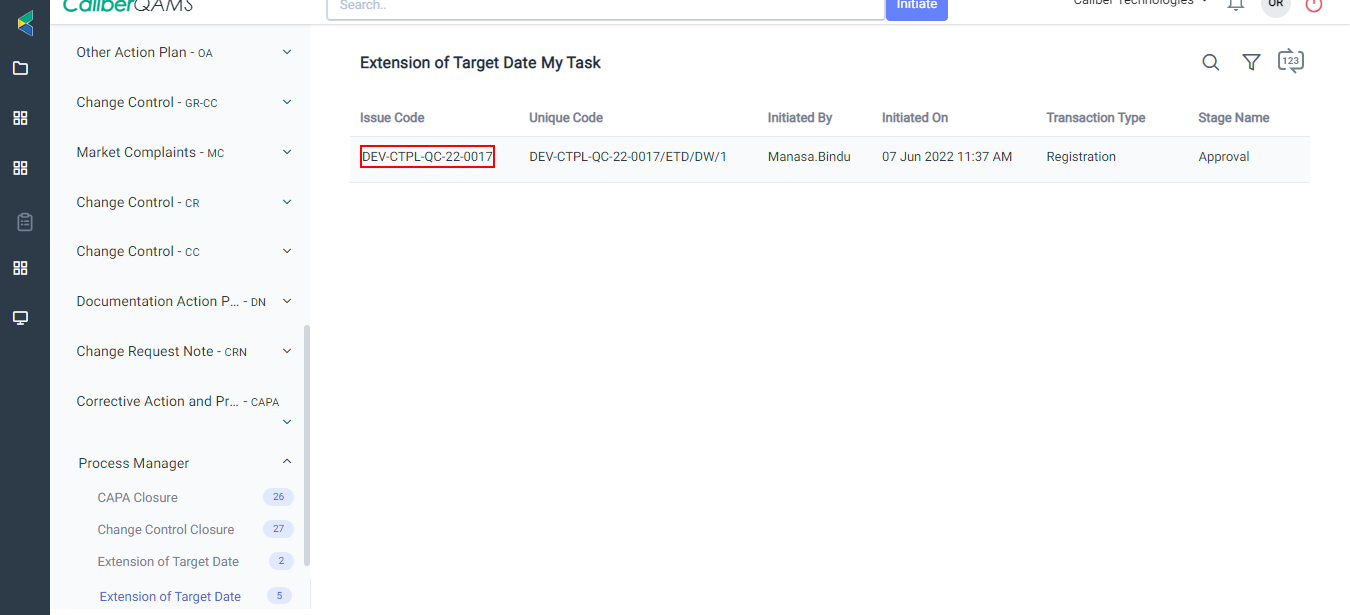 CaliberQAMS
Search..
Initiate
Caliber Technologies
UR
Other Action Plan - OA
Change Control - GR-CC
Market Complaints - MC
Change Control - CR
Change Control - CC
Documentation Action P... - DN
Change Request Note - CRN
Corrective Action and Pr... - CAPA
Process Manager
CAPA Closure 26
Change Control Closure 27
Extension of Target Date 2
Extension of Target Date 5
Extension of Target Date My Task
123
Issue Code Unique Code Initiated By Initiated On Transaction Type Stage Name
DEV-CTPL-QC-22-0017 DEV-CTPL-QC-22-0017/ETD/DW/1 Manasa.Bindu 07 Jun 2022 11:37 AM Registration Approval